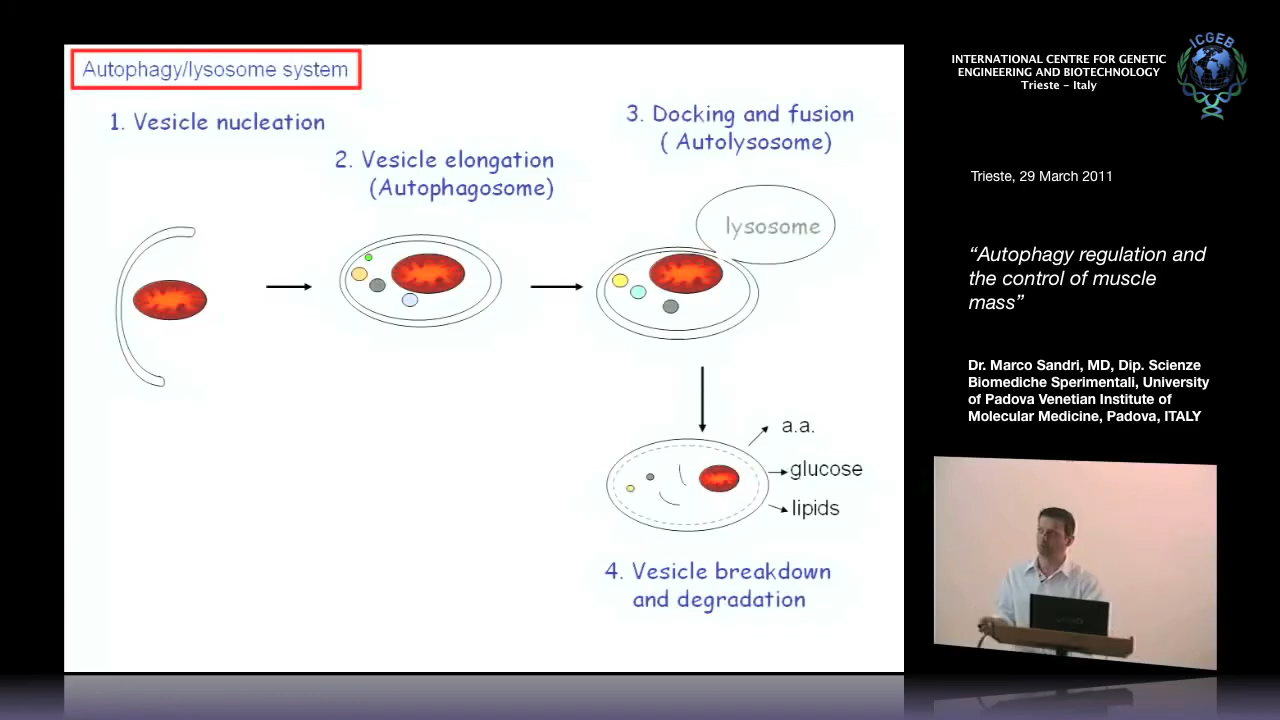 Autophagy/lysosome system
1. Vesicle nucleation
2. Vesicle elongation
(Autophagosome)
3. Docking and fusion
( Autolysosome)
lysosome
a.a.
glucose
lipids
4. Vesicle breakdown
and degradation
INTERNATIONAL CENTRE FOR GENETIC
ENGINEERING AND BIOTECHNOLOGY
Trieste - Italy
ICGEB
Trieste, 29 March 2011
“Autophagy regulation and
the control of muscle
mass”
Dr. Marco Sandri, MD, Dip. Scienze
Biomediche Sperimentali, University
of Padova Venetian Institute of
Molecular Medicine, Padova, ITALY